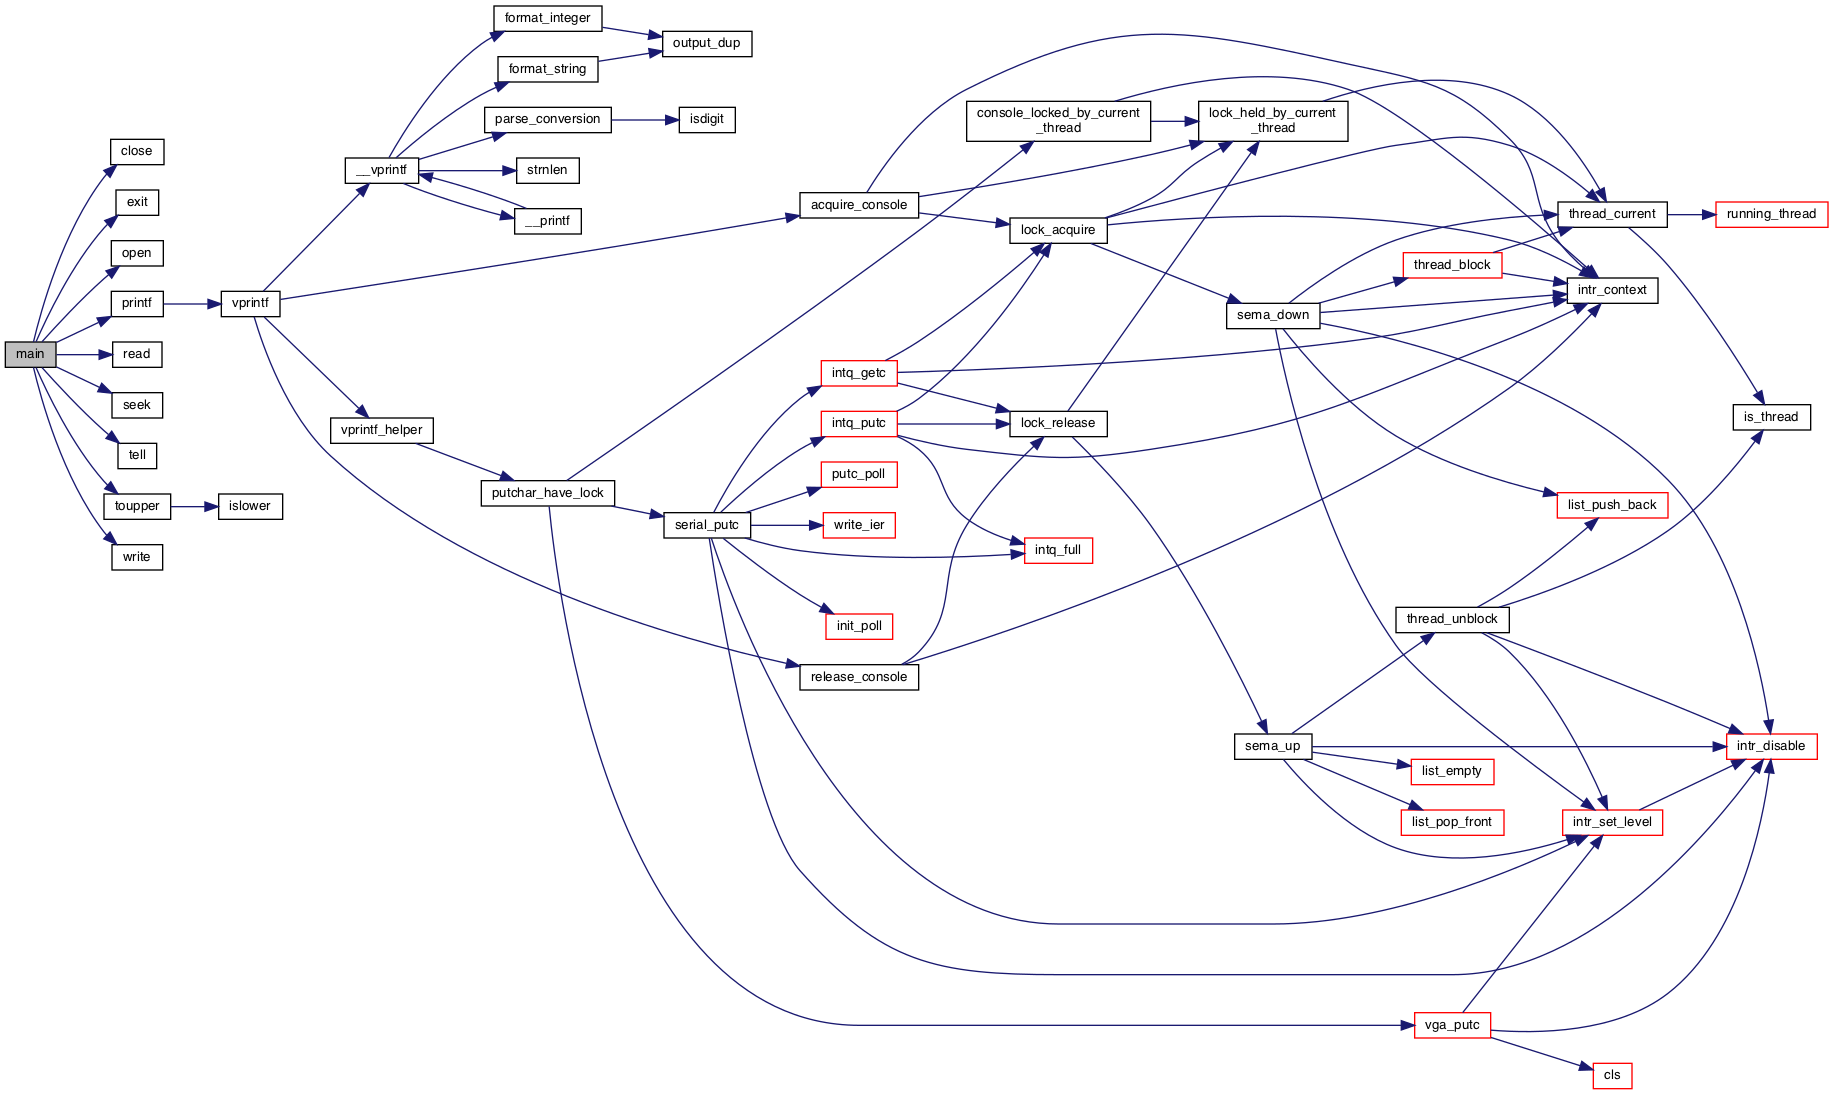 format_integer
output_dup
format_string
console_locked_by_current
_thread
lock_held_by_current
_thread
parse_conversion
isdigit
close
__vprintf
strnlen
exit
acquire_console
thread_current
running_thread
__printf
lock_acquire
open
thread_block
intr_context
printf
vprintf
sema_down
main
read
intq_getc
seek
is_thread
vprintf_helper
intq_putc
lock_release
tell
putc_poll
putchar_have_lock
toupper
islower
list_push_back
serial_putc
write_ier
write
intq_full
init_poll
thread_unblock
release_console
sema_up
intr_disable
list_empty
list_pop_front
intr_set_level
vga_putc
cls